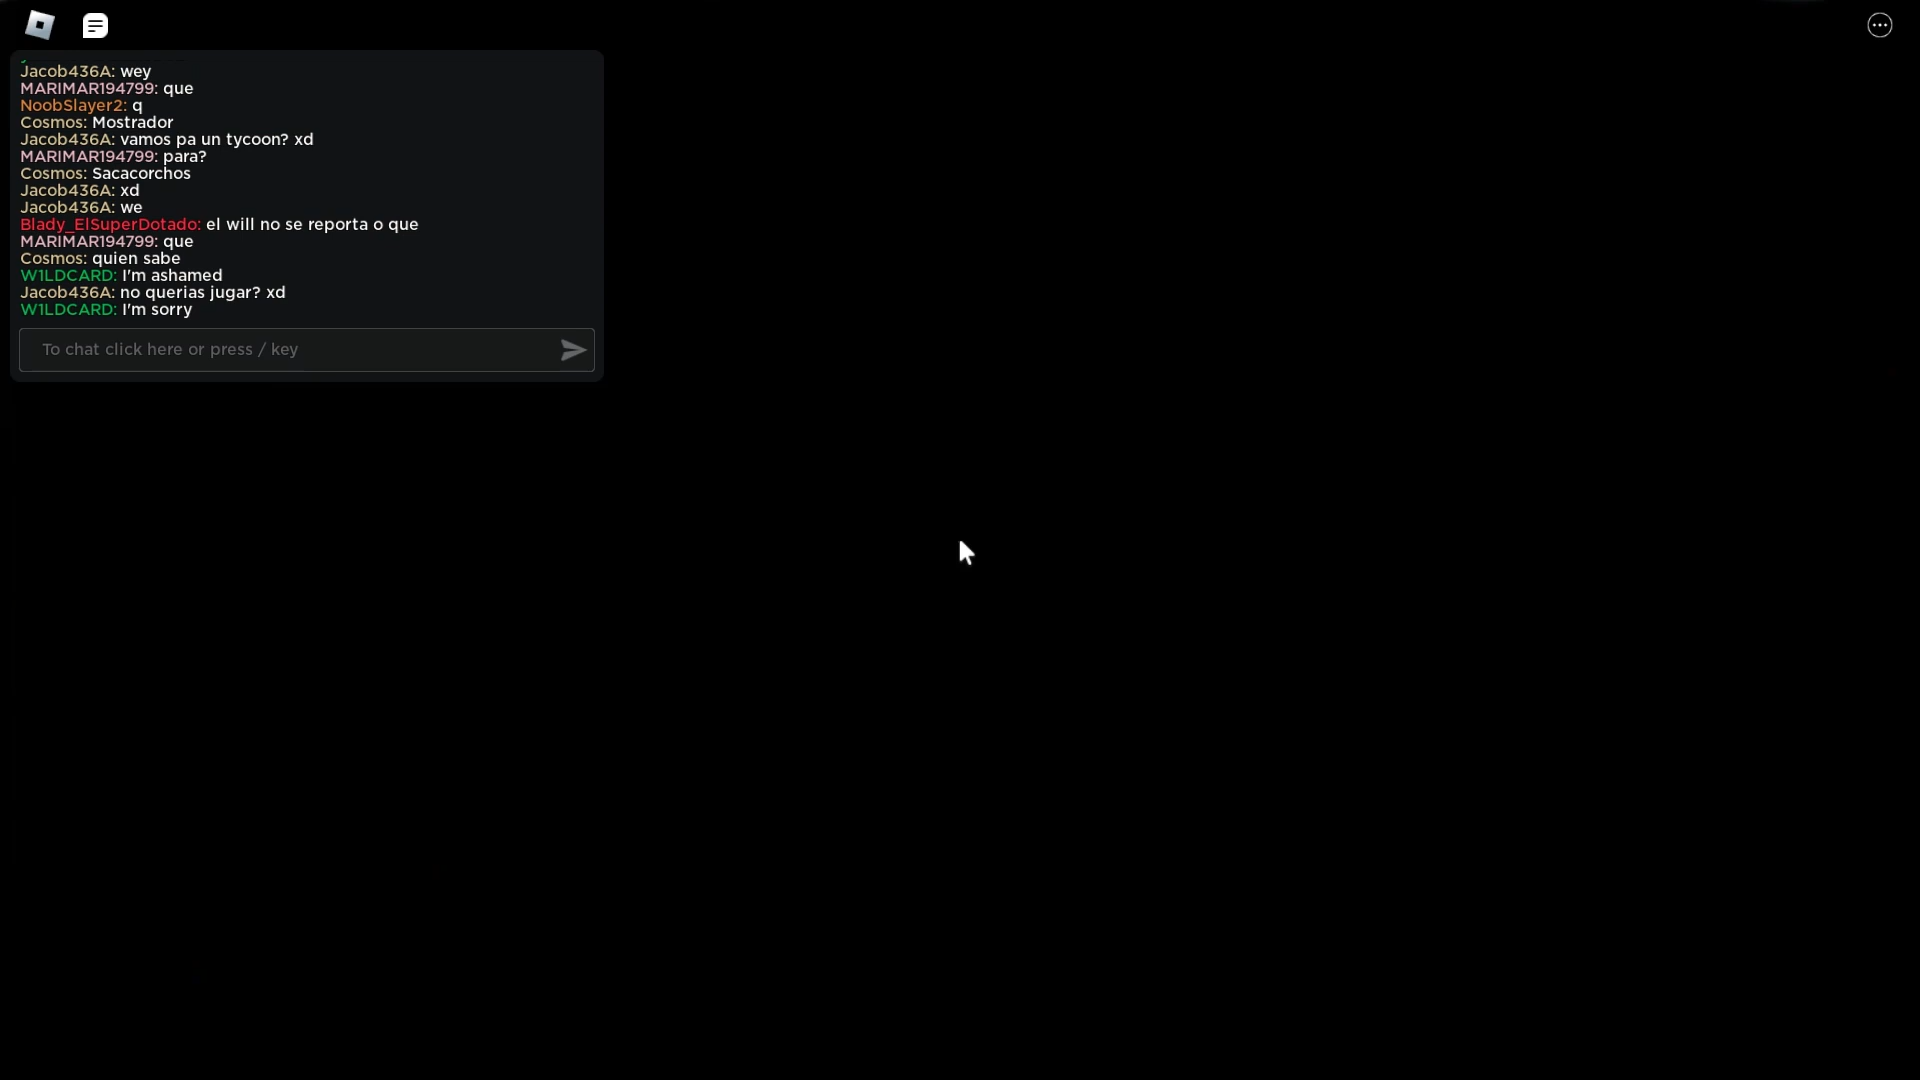 Jacob436A: wey
MARIMAR194799: que
NoobSlayer2: q
Cosmos: Mostrador
Jacob436A: vamos pa un tycoon? xd
MARIMAR194799: para?
Cosmos: Sacacorchos
Jacob436A: xd
Jacob436A: we
Blady_ElSuperDotado: el will no se reporta o que
MARIMAR194799: que
Cosmos: quien sabe
W1LDCARD: I'm ashamed
Jacob436A: no querias jugar? xd
W1LDCARD: I'm sorry
To chat click here or press / key